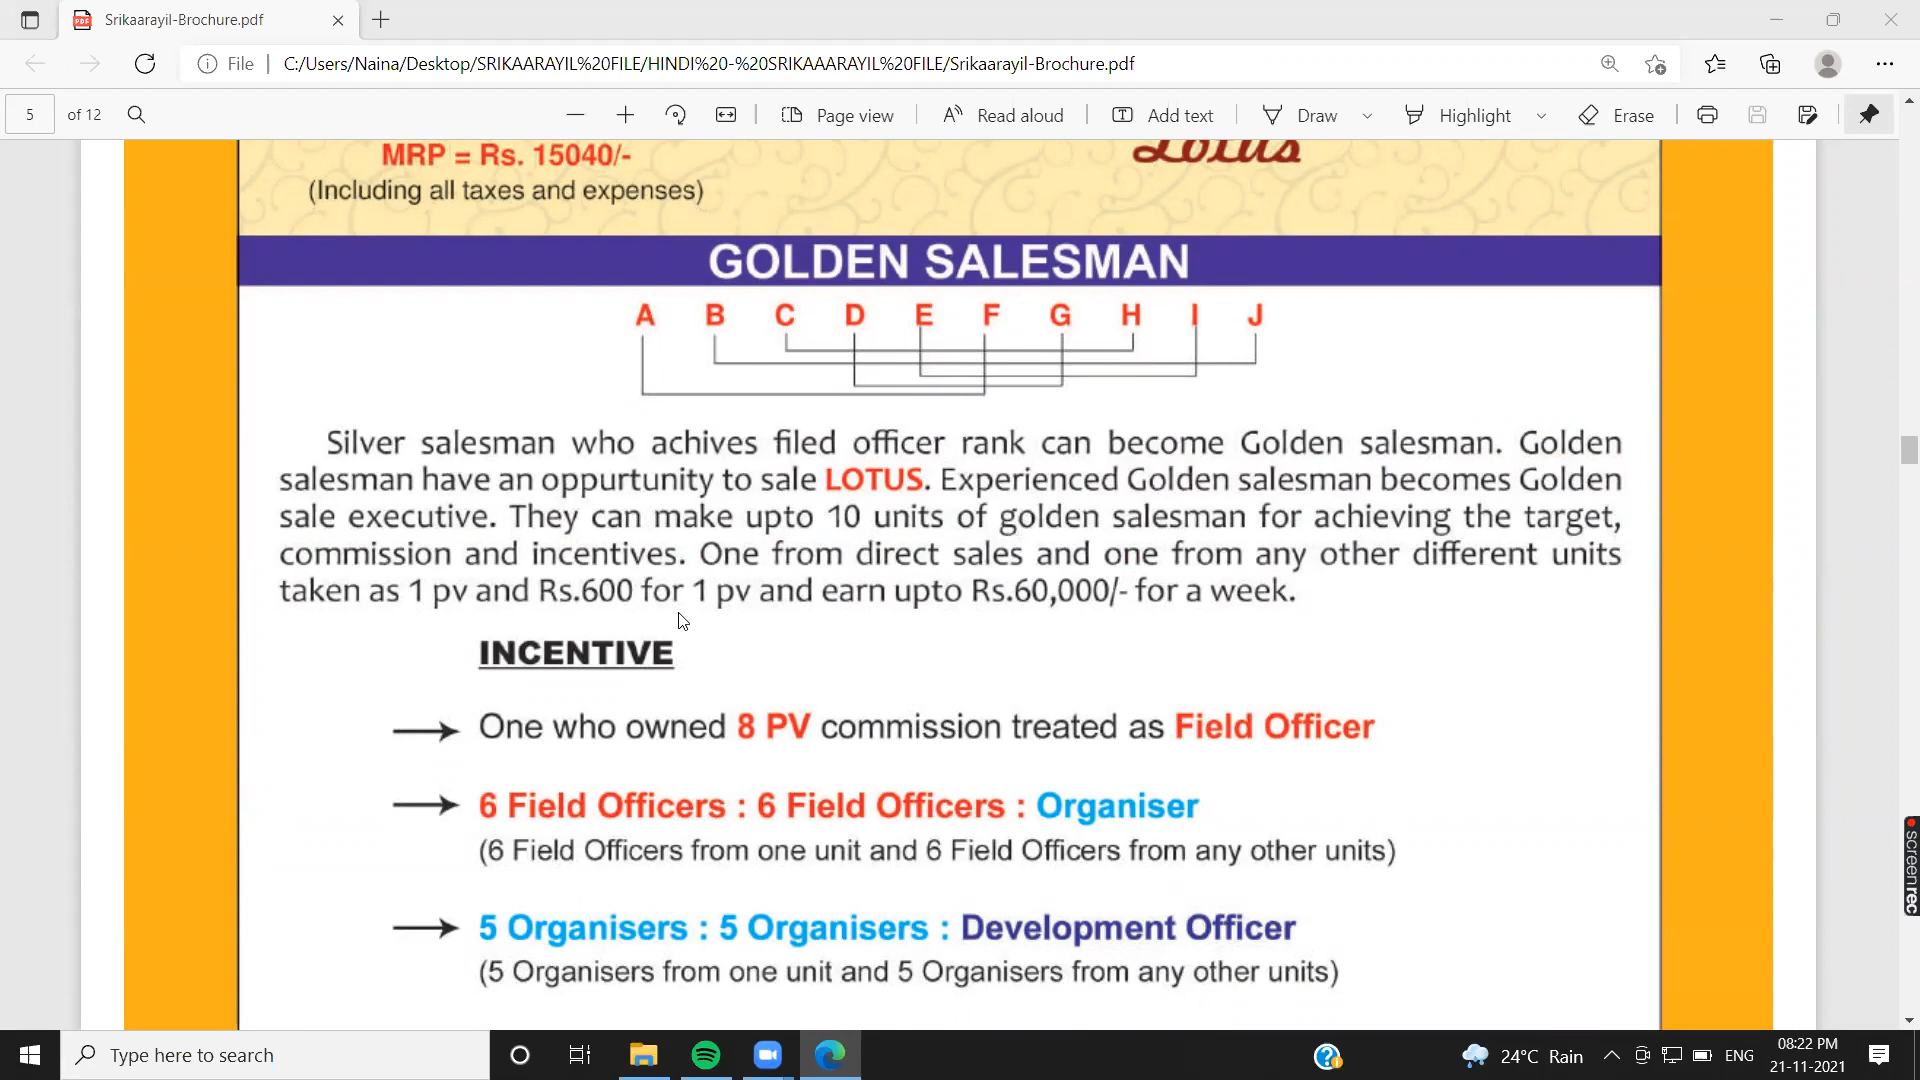 Srikaarayil-Brochure.pdf
File | C:/Users/Naina/Desktop/SRIKAARAYIL%20FILE/HINDI%20-%20SRIKAAARAYIL%20FILE/Srikaarayil-Brochure.pdf
5 of 12 Page view Read aloud Add text Draw Highlight Erase
MRP = Rs. 15040/- Lotus
(Including all taxes and expenses)
GOLDEN SALESMAN
A B C D E F G H I J
Silver salesman who achives filed officer rank can become Golden salesman. Golden
salesman have an oppurtunity to sale LOTUS. Experienced Golden salesman becomes Golden
sale executive. They can make upto 10 units of golden salesman for achieving the target,
commission and incentives. One from direct sales and one from any other different units
taken as 1 pv and Rs.600 for 1 pv and earn upto Rs.60,000/- for a week.
INCENTIVE
One who owned 8 PV commission treated as Field Officer
6 Field Officers : 6 Field Officers : Organiser
(6 Field Officers from one unit and 6 Field Officers from any other units)
5 Organisers : 5 Organisers : Development Officer
(5 Organisers from one unit and 5 Organisers from any other units)
screenrec
Type here to search
24°C Rain
ENG
08:22 PM
21-11-2021